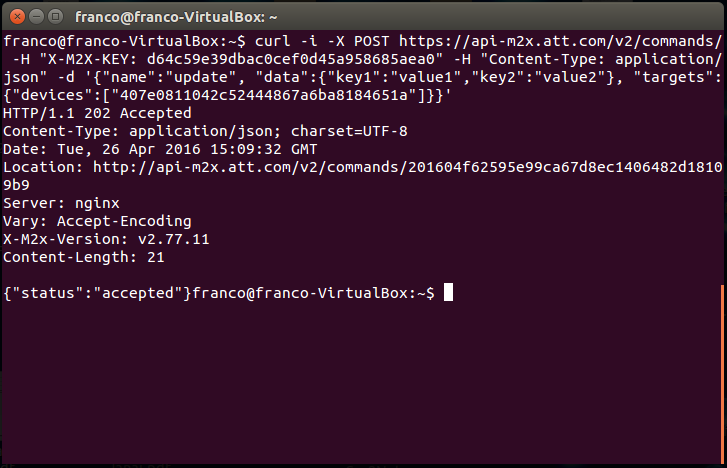 franco@franco-VirtualBox: ~
franco@franco-VirtualBox:~$ curl -i -X POST https://api-m2x.att.com/v2/commands/
 -H "X-M2X-KEY: d64c59e39dbac0cef0d45a958685aea0" -H "Content-Type: application/
json" -d '{"name":"update", "data":{"key1":"value1","key2":"value2"}, "targets":
{"devices":["407e0811042c52444867a6ba8184651a"]}}'
HTTP/1.1 202 Accepted
Content-Type: application/json; charset=UTF-8
Date: Tue, 26 Apr 2016 15:09:32 GMT
Location: http://api-m2x.att.com/v2/commands/201604f62595e99ca67d8ec1406482d1810
9b9
Server: nginx
Vary: Accept-Encoding
X-M2x-Version: v2.77.11
Content-Length: 21
{"status":"accepted"}franco@franco-VirtualBox:~$